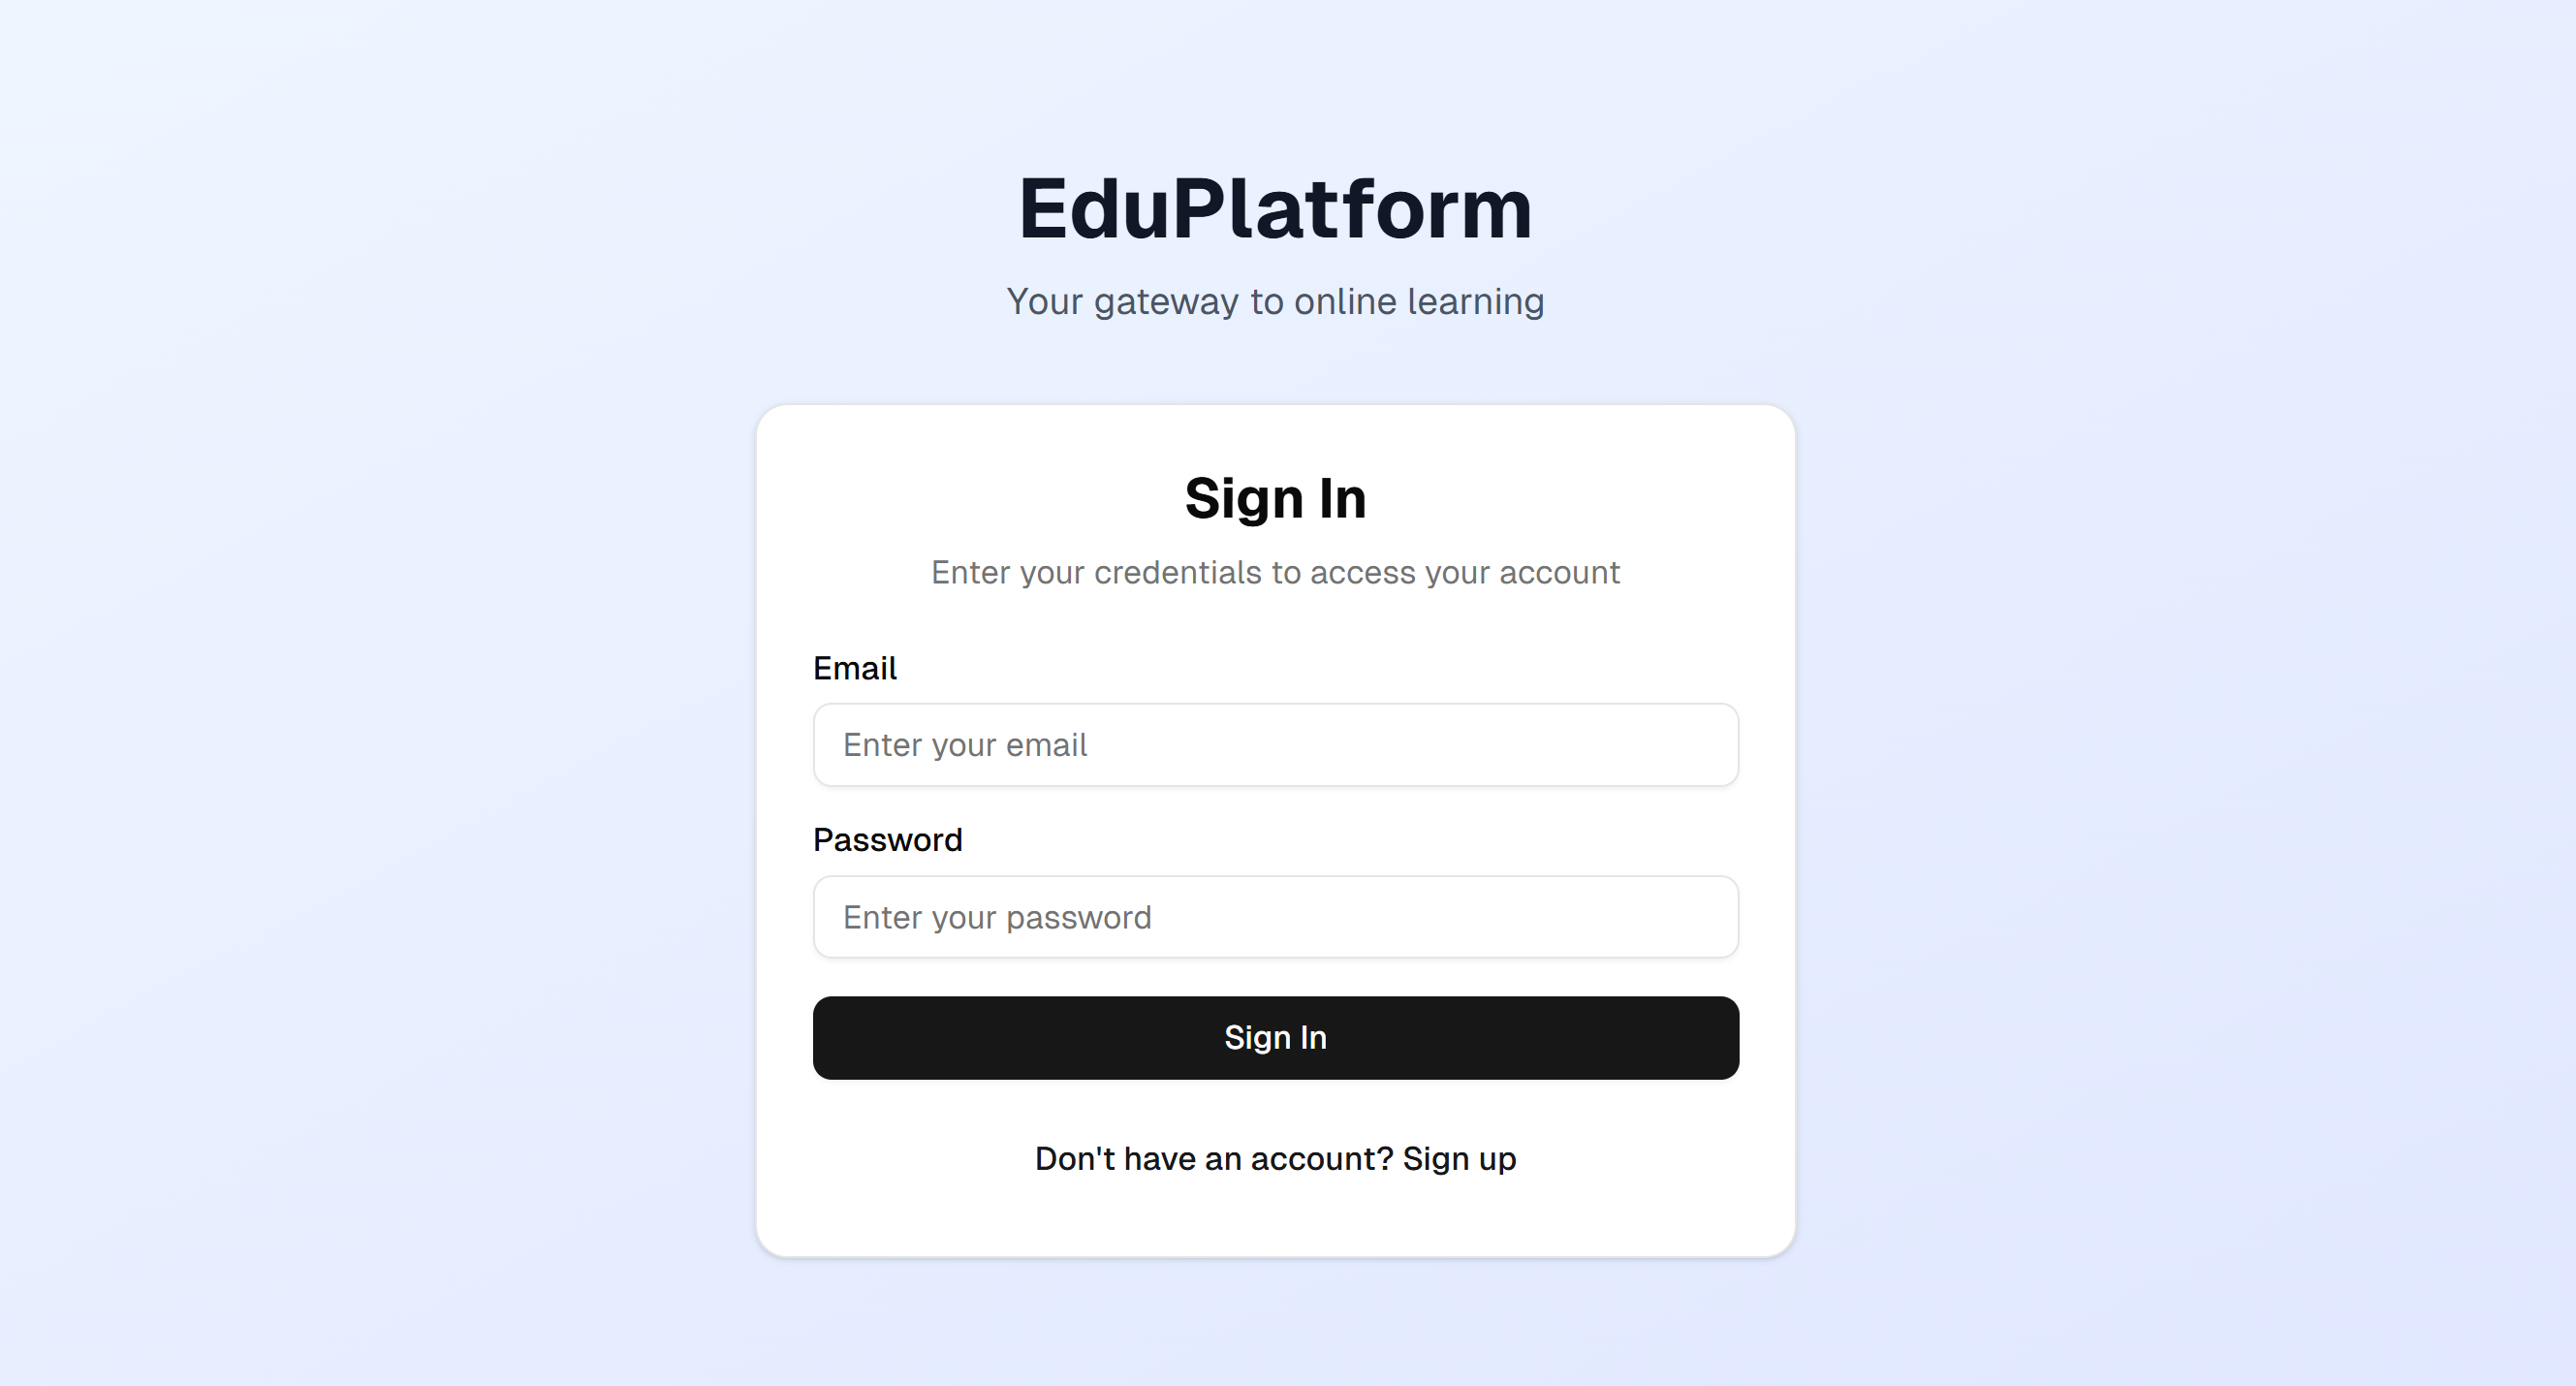 EduPlatform
Your gateway to online learning
Sign In
Enter your credentials to access your account
Email
Enter your email
Password
Enter your password
Sign In
Don't have an account? Sign up